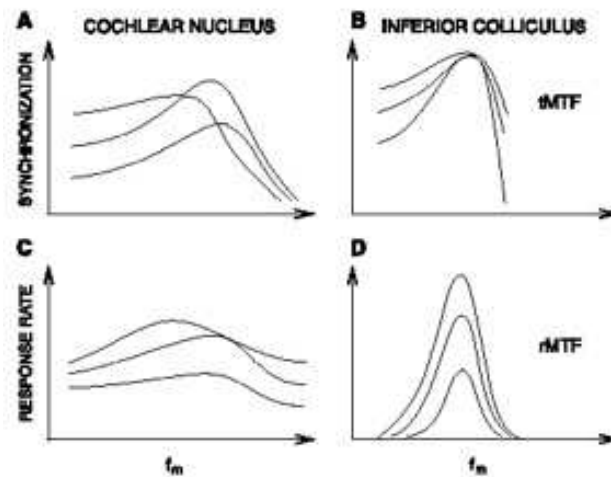 A COCHLEAR NUCLEUS
B INFERIOR COLLICULUS
SYNCHRONIZATION
tMTF
C
D
RESPONSE RATE
rMTF
fm
fm